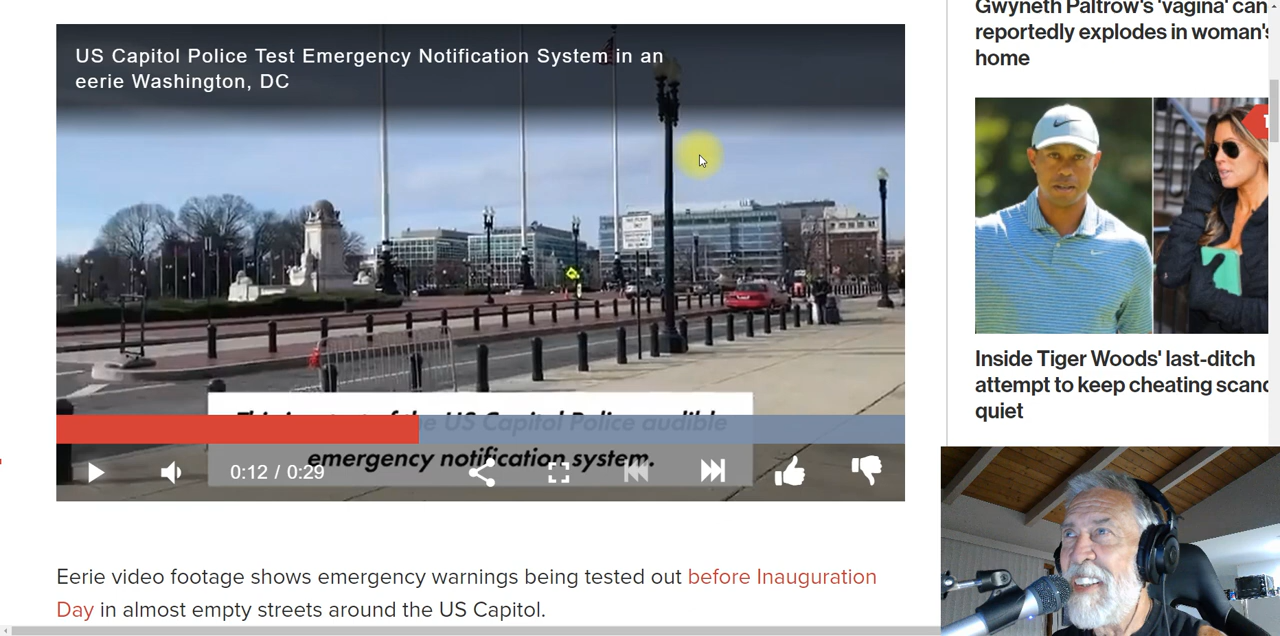 US Capitol Police Test Emergency Notification System in an
eerie Washington, DC
This is a test of the US Capitol Police audible
emergency notification system.
0:12 / 0:29
Eerie video footage shows emergency warnings being tested out before Inauguration
Day in almost empty streets around the US Capitol.
Gwyneth Paltrow's 'vagina' can
reportedly explodes in woman's
home
1
Inside Tiger Woods' last-ditch
attempt to keep cheating scand
quiet